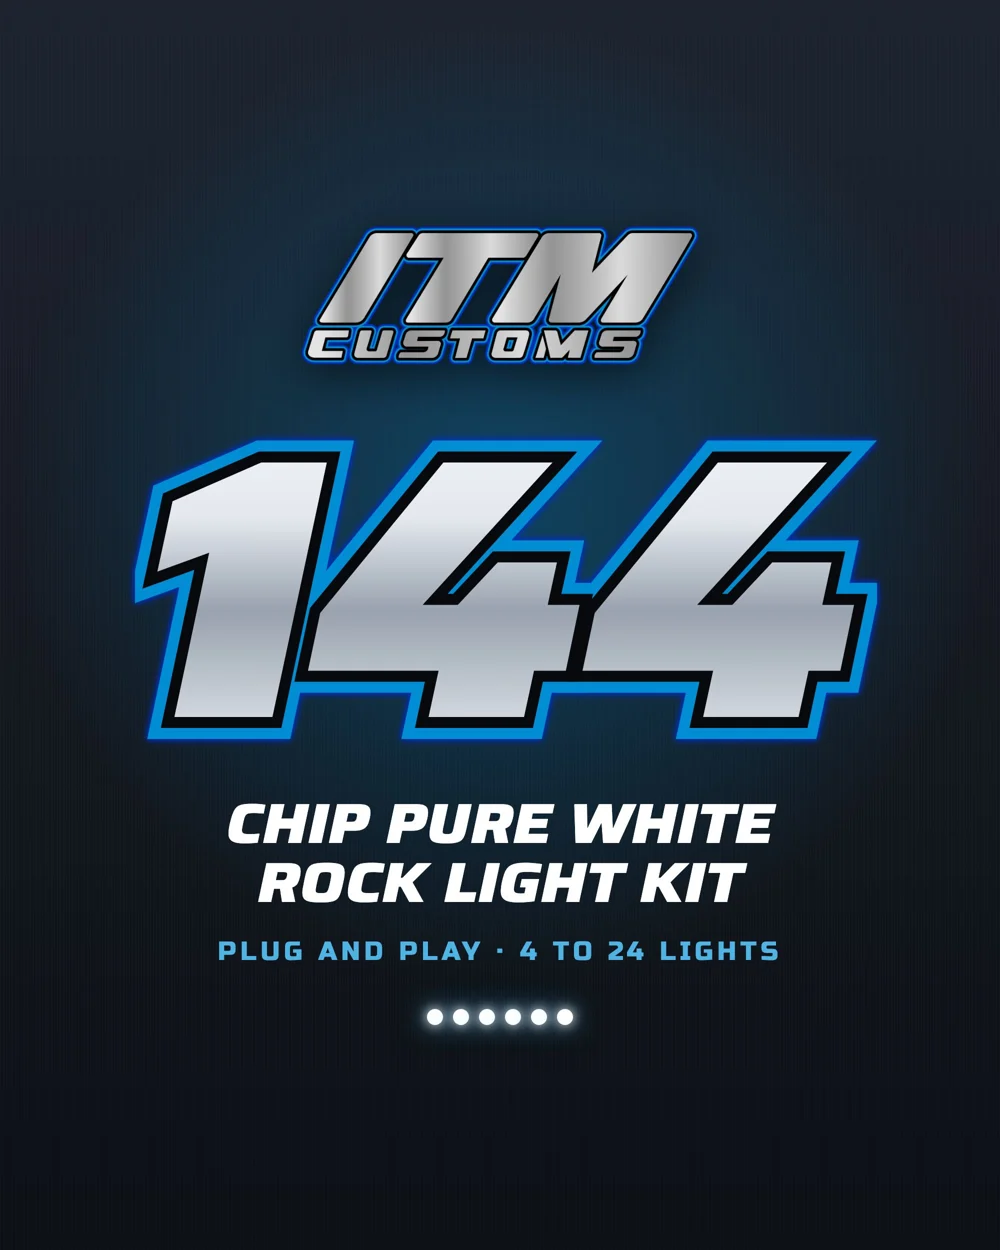 ITM
CUSTOMS
144
CHIP PURE WHITE
ROCK LIGHT KIT
PLUG AND PLAY · 4 TO 24 LIGHTS